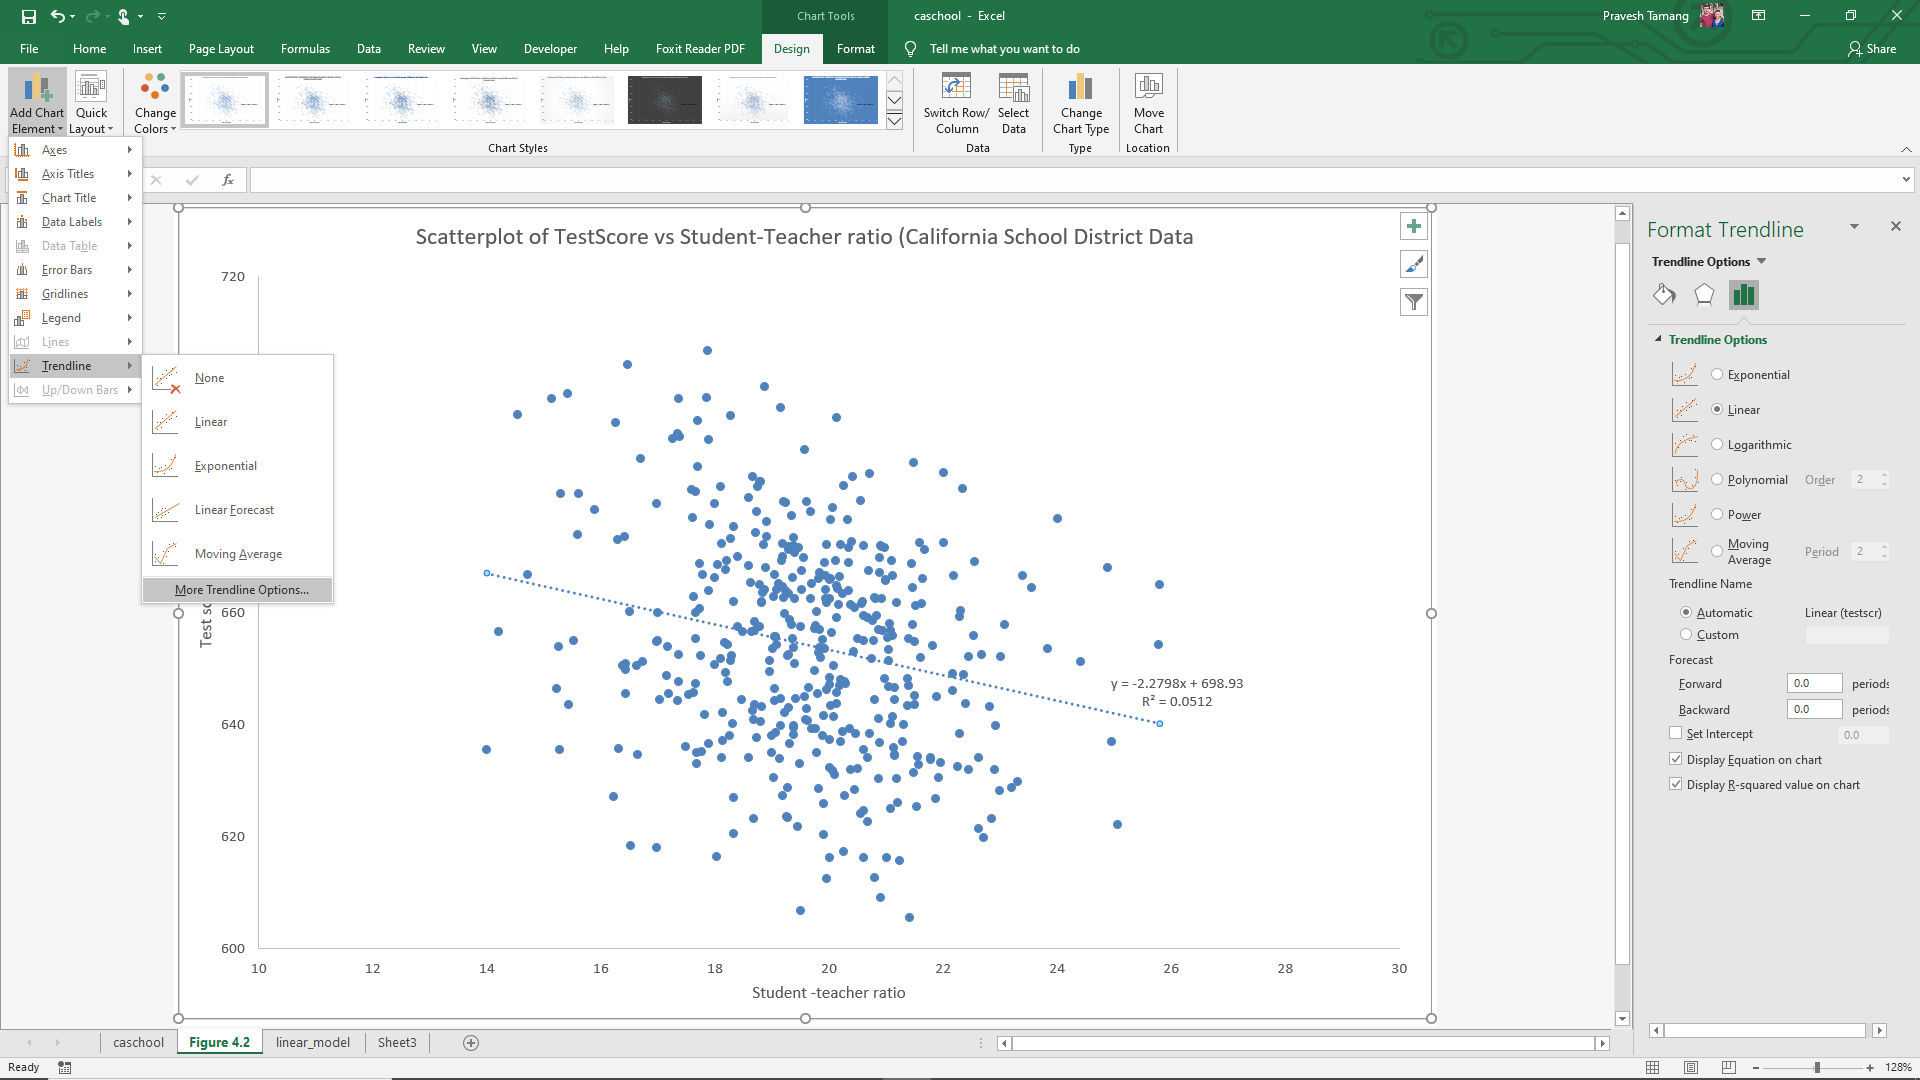 Chart Tools
caschool - Excel
Pravesh Tamang
File Home Insert Page Layout Formulas Data Review View Developer Help Foxit Reader PDF Design Format Tell me what you want to do Share
Add Chart Element
Quick Layout
Change Colors
Switch Row/ Column
Select Data
Change Chart Type
Move Chart
Chart Styles Data Type Location
Axes
Axis Titles
Chart Title
Data Labels
Data Table
Error Bars
Gridlines
Legend
Lines
Trendline
Up/Down Bars
None
Linear
Exponential
Linear Forecast
Moving Average
More Trendline Options...
fx
Scatterplot of TestScore vs Student-Teacher ratio (California School District Data
720
660
640
620
600
Test sc
10 12 14 16 18 20 22 24 26 28 30
Student -teacher ratio
y = -2.2798x + 698.93
R² = 0.0512
Format Trendline
Trendline Options
Trendline Options
Exponential
Linear
Logarithmic
Polynomial Order 2
Power
Moving Average Period 2
Trendline Name
Automatic Linear (testscr)
Custom
Forecast
Forward 0.0 periods
Backward 0.0 periods
Set Intercept 0.0
Display Equation on chart
Display R-squared value on chart
caschool Figure 4.2 linear_model Sheet3
Ready
128%